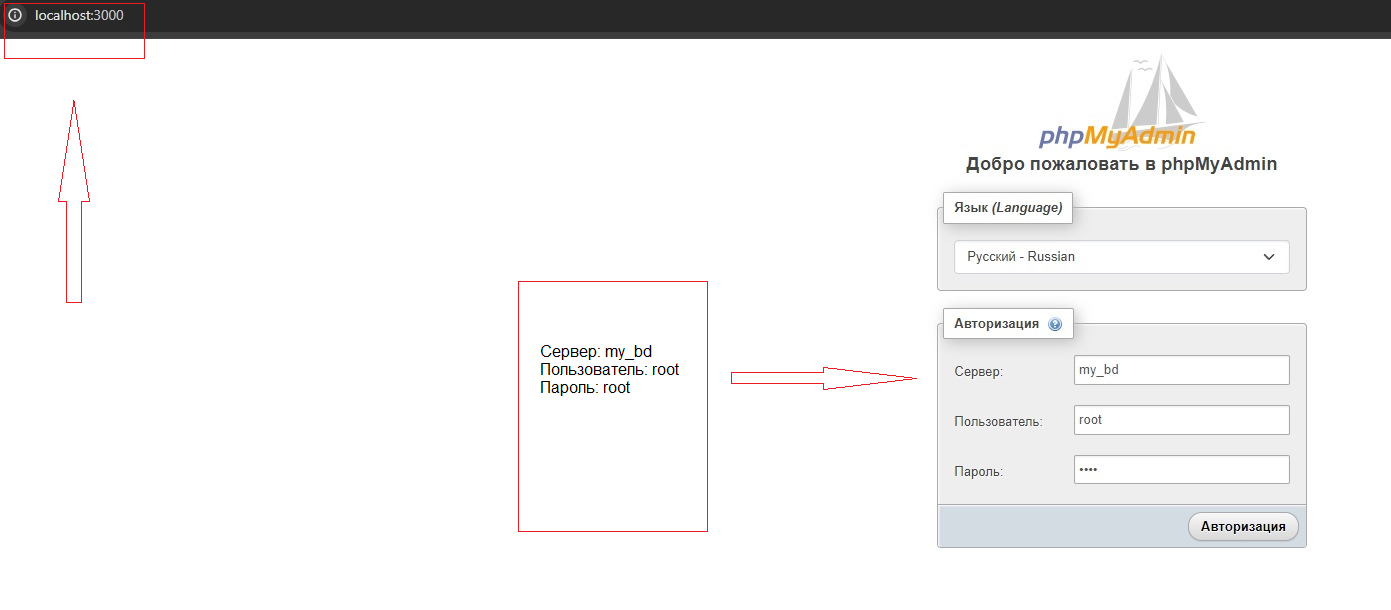 localhost:3000
phpMyAdmin
Добро пожаловать в phpMyAdmin
Язык (Language)
Русский - Russian
Сервер: my_bd
Пользователь: root
Пароль: root
Авторизация
Сервер: my_bd
Пользователь: root
Пароль: ••••
Авторизация